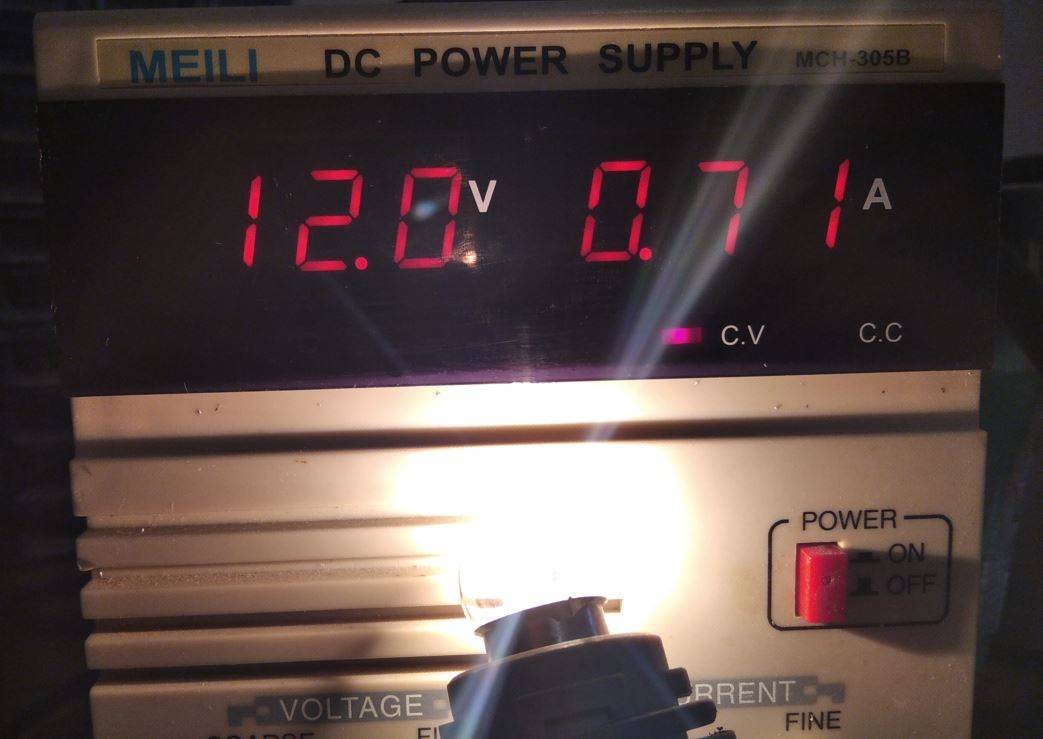 MEILI DC POWER SUPPLY MCH-305B
12.0 V 0.71 A
C.V C.C
POWER
ON
OFF
VOLTAGE
FINE